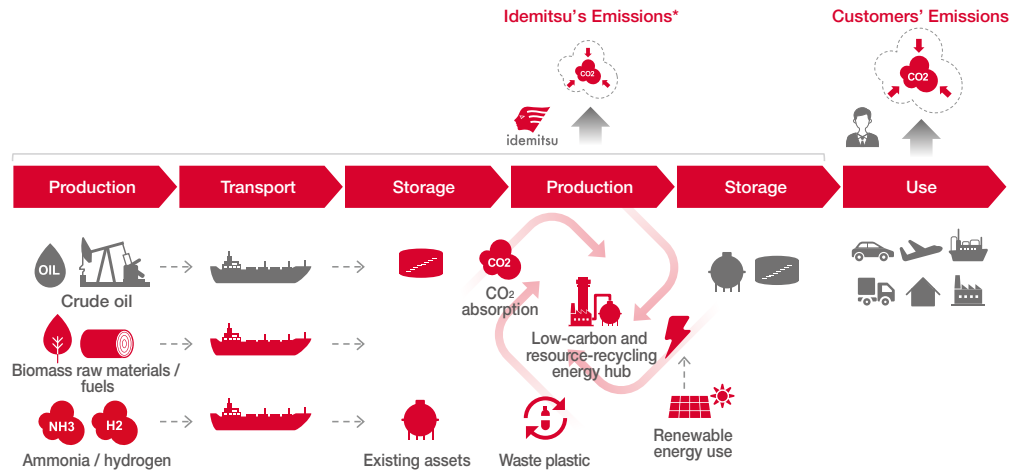 Idemitsu's Emissions*
Customers' Emissions
CO2
CO2
idemitsu
Production
Transport
Storage
Production
Storage
Use
OIL
Crude oil
CO2
CO₂
absorption
Low-carbon and
resource-recycling
energy hub
Biomass raw materials /
fuels
NH3
H2
Ammonia / hydrogen
Existing assets
Waste plastic
Renewable
energy use